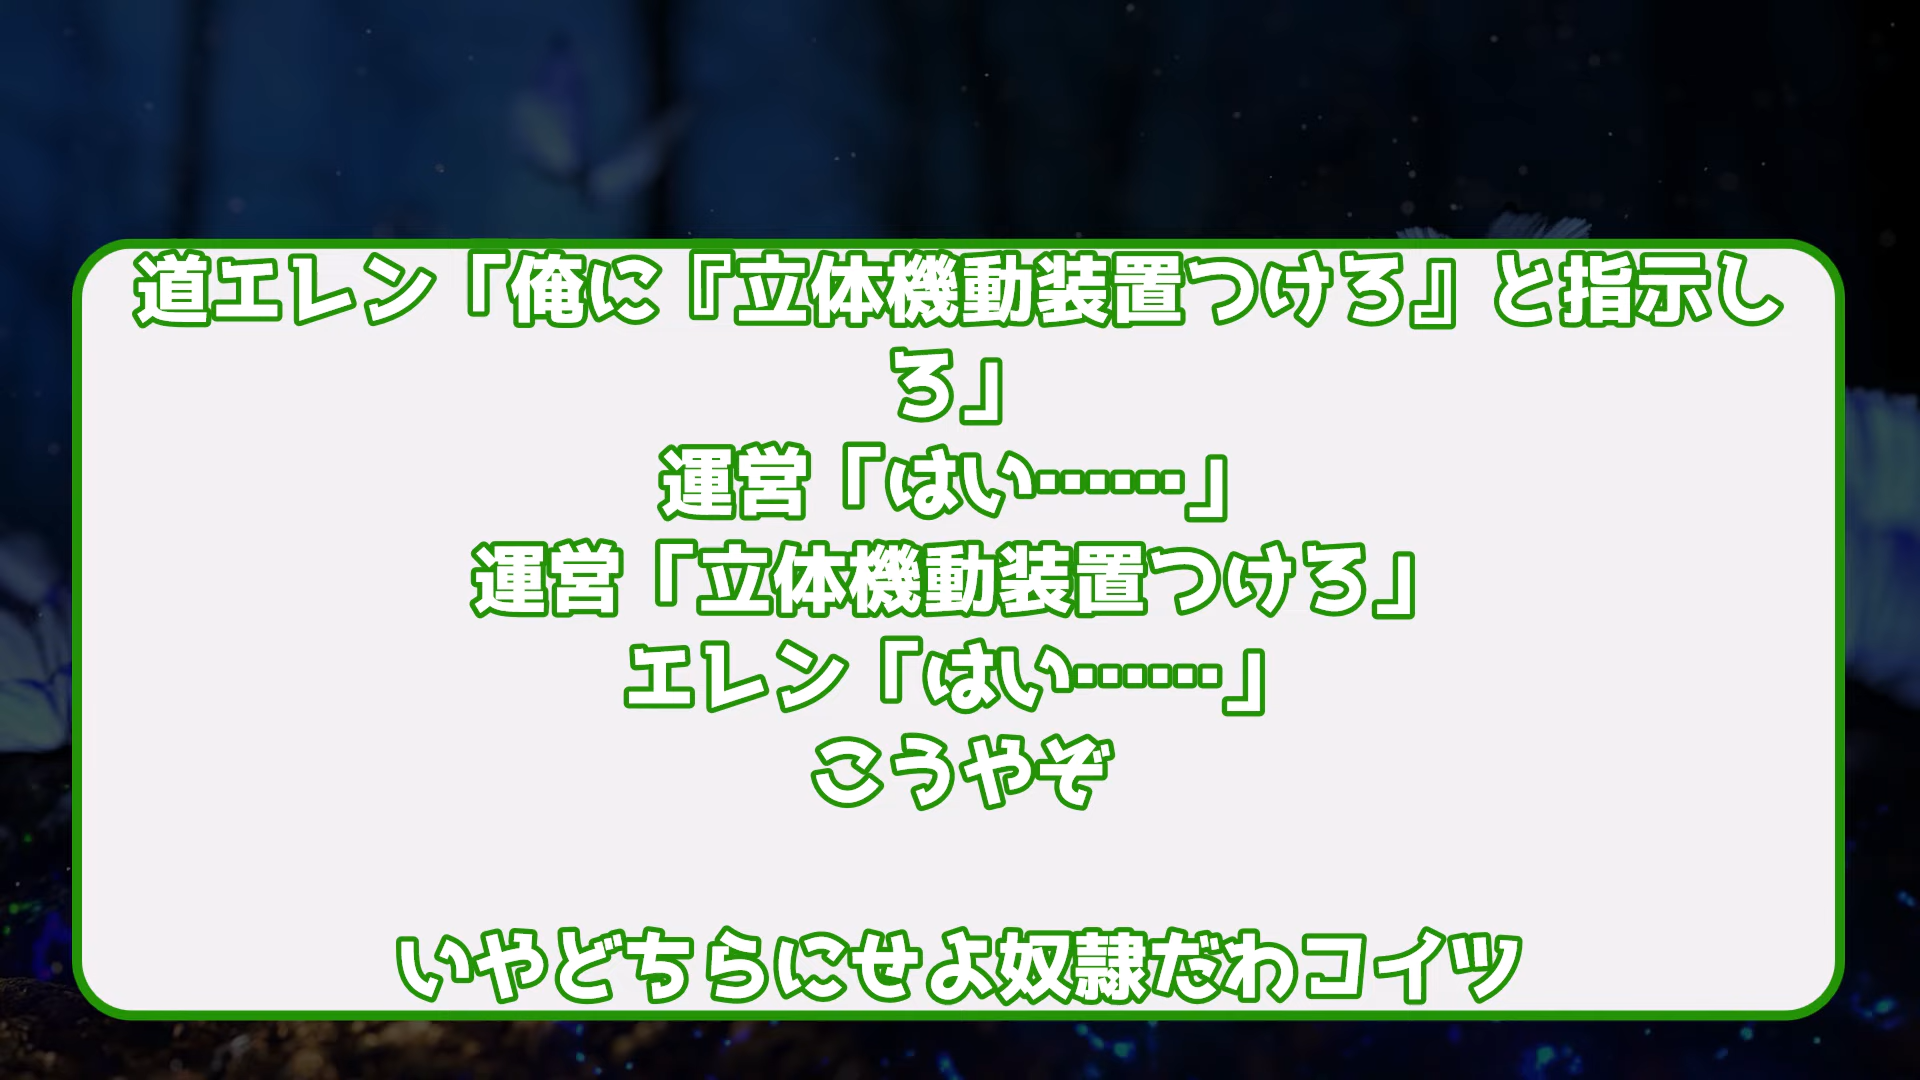 道エレン「俺に『立体機動装置つけろ』と指示し
ろ」
運営「はい……」
運営「立体機動装置つけろ」
エレン「はい……」
こうやぞ
いやどちらにせよ奴隷だわコイツ